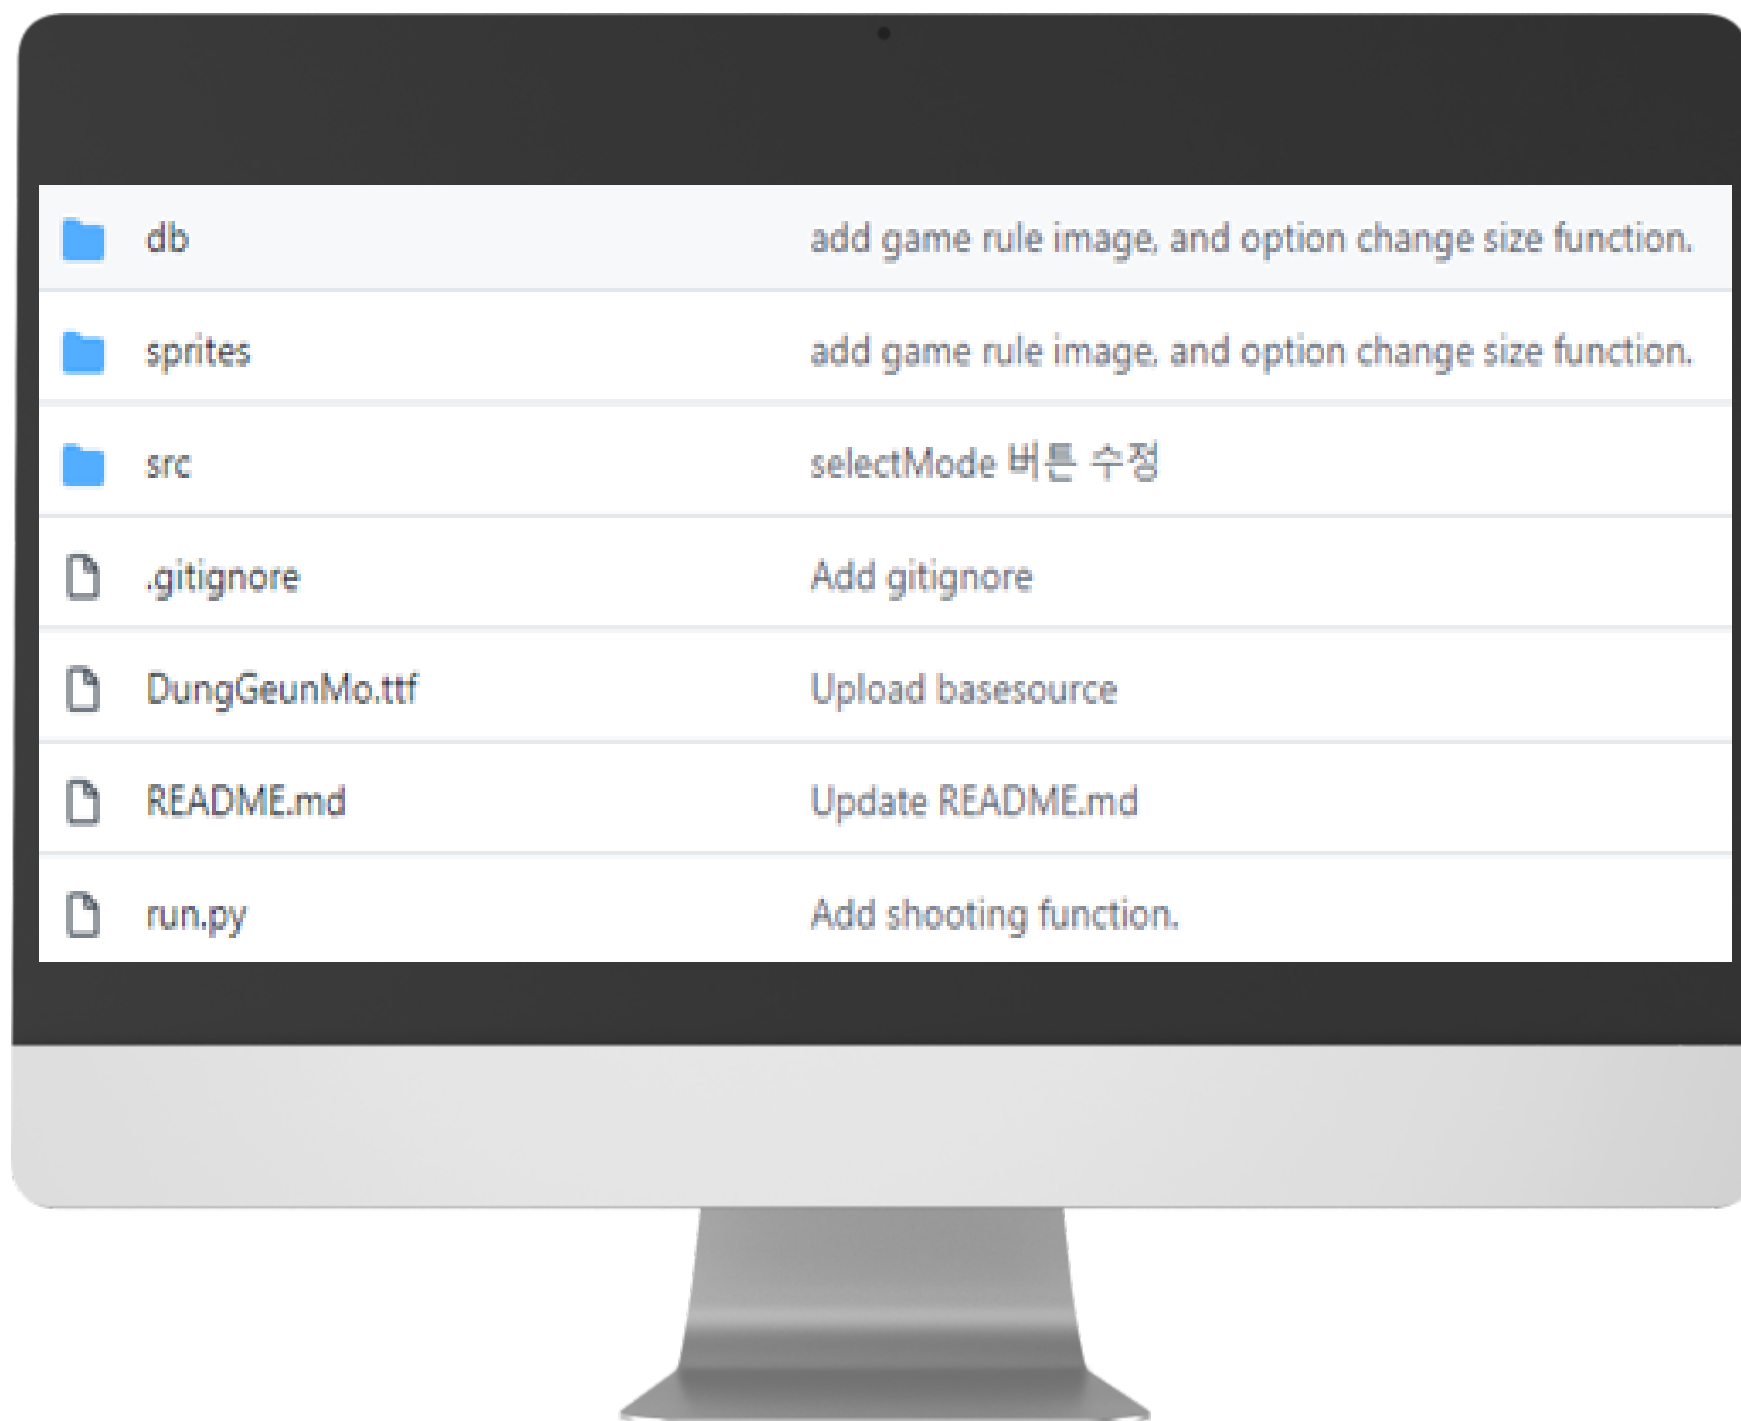 db add game rule image, and option change size function.
sprites add game rule image, and option change size function.
src selectMode 버튼 수정
.gitignore Add gitignore
DungGeunMo.ttf Upload basesource
README.md Update README.md
run.py Add shooting function.